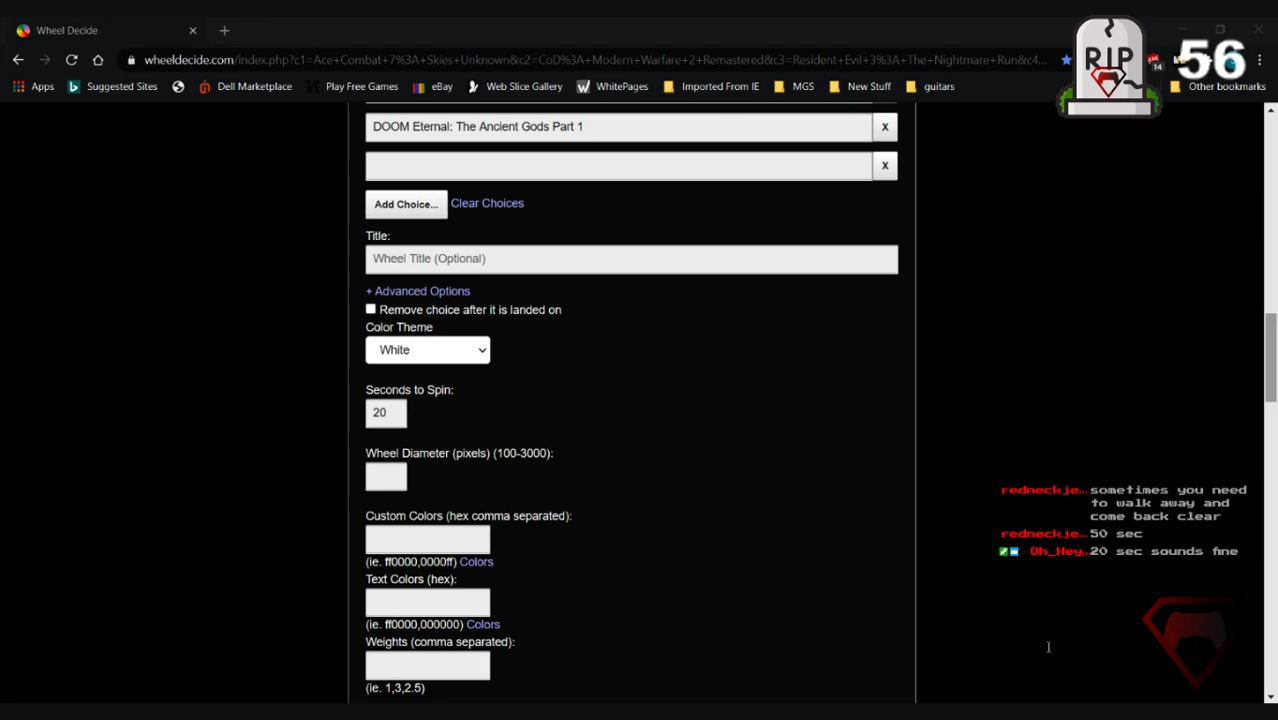 Wheel Decide
wheeldecide.com/index.php?c1=Ace+Combat+7%3A+Skies+Unknown&c2=CoD%3A+Modern+Warfare+2+Remastered&c3=Resident+Evil+3%3A+The+Nightmare+Run&c4...
RIP
56
14
Apps
Suggested Sites
Dell Marketplace
Play Free Games
eBay
Web Slice Gallery
WhitePages
Imported From IE
MGS
New Stuff
guitars
Other bookmarks
DOOM Eternal: The Ancient Gods Part 1
X
X
Add Choice...
Clear Choices
Title:
Wheel Title (Optional)
+ Advanced Options
Remove choice after it is landed on
Color Theme
White
Seconds to Spin:
20
Wheel Diameter (pixels) (100-3000):
Custom Colors (hex comma separated):
(ie. ff0000,0000ff) Colors
Text Colors (hex):
(ie. ff0000,000000) Colors
Weights (comma separated):
(ie. 1,3,2.5)
redneckje… sometimes you need
to walk away and
come back clear
redneckje… 50 sec
Oh_Hey… 20 sec sounds fine